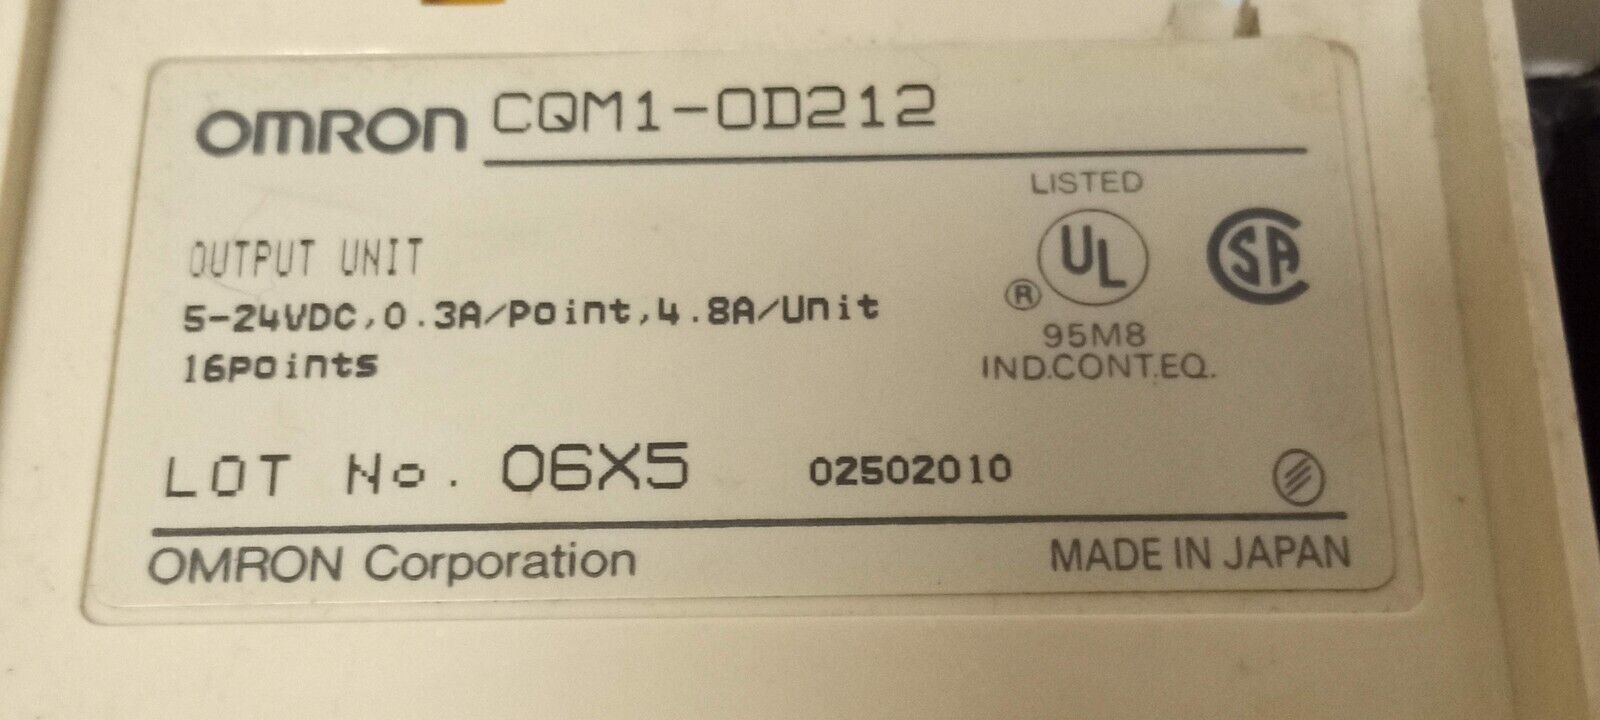 OMRON CQM1-OD212
LISTED
UL
®
SA
95M8
IND.CONT.EQ.
OUTPUT UNIT
5-24VDC,0.3A/Point,4.8A/Unit
16points
LOT No. 06X5 02502010
OMRON Corporation MADE IN JAPAN